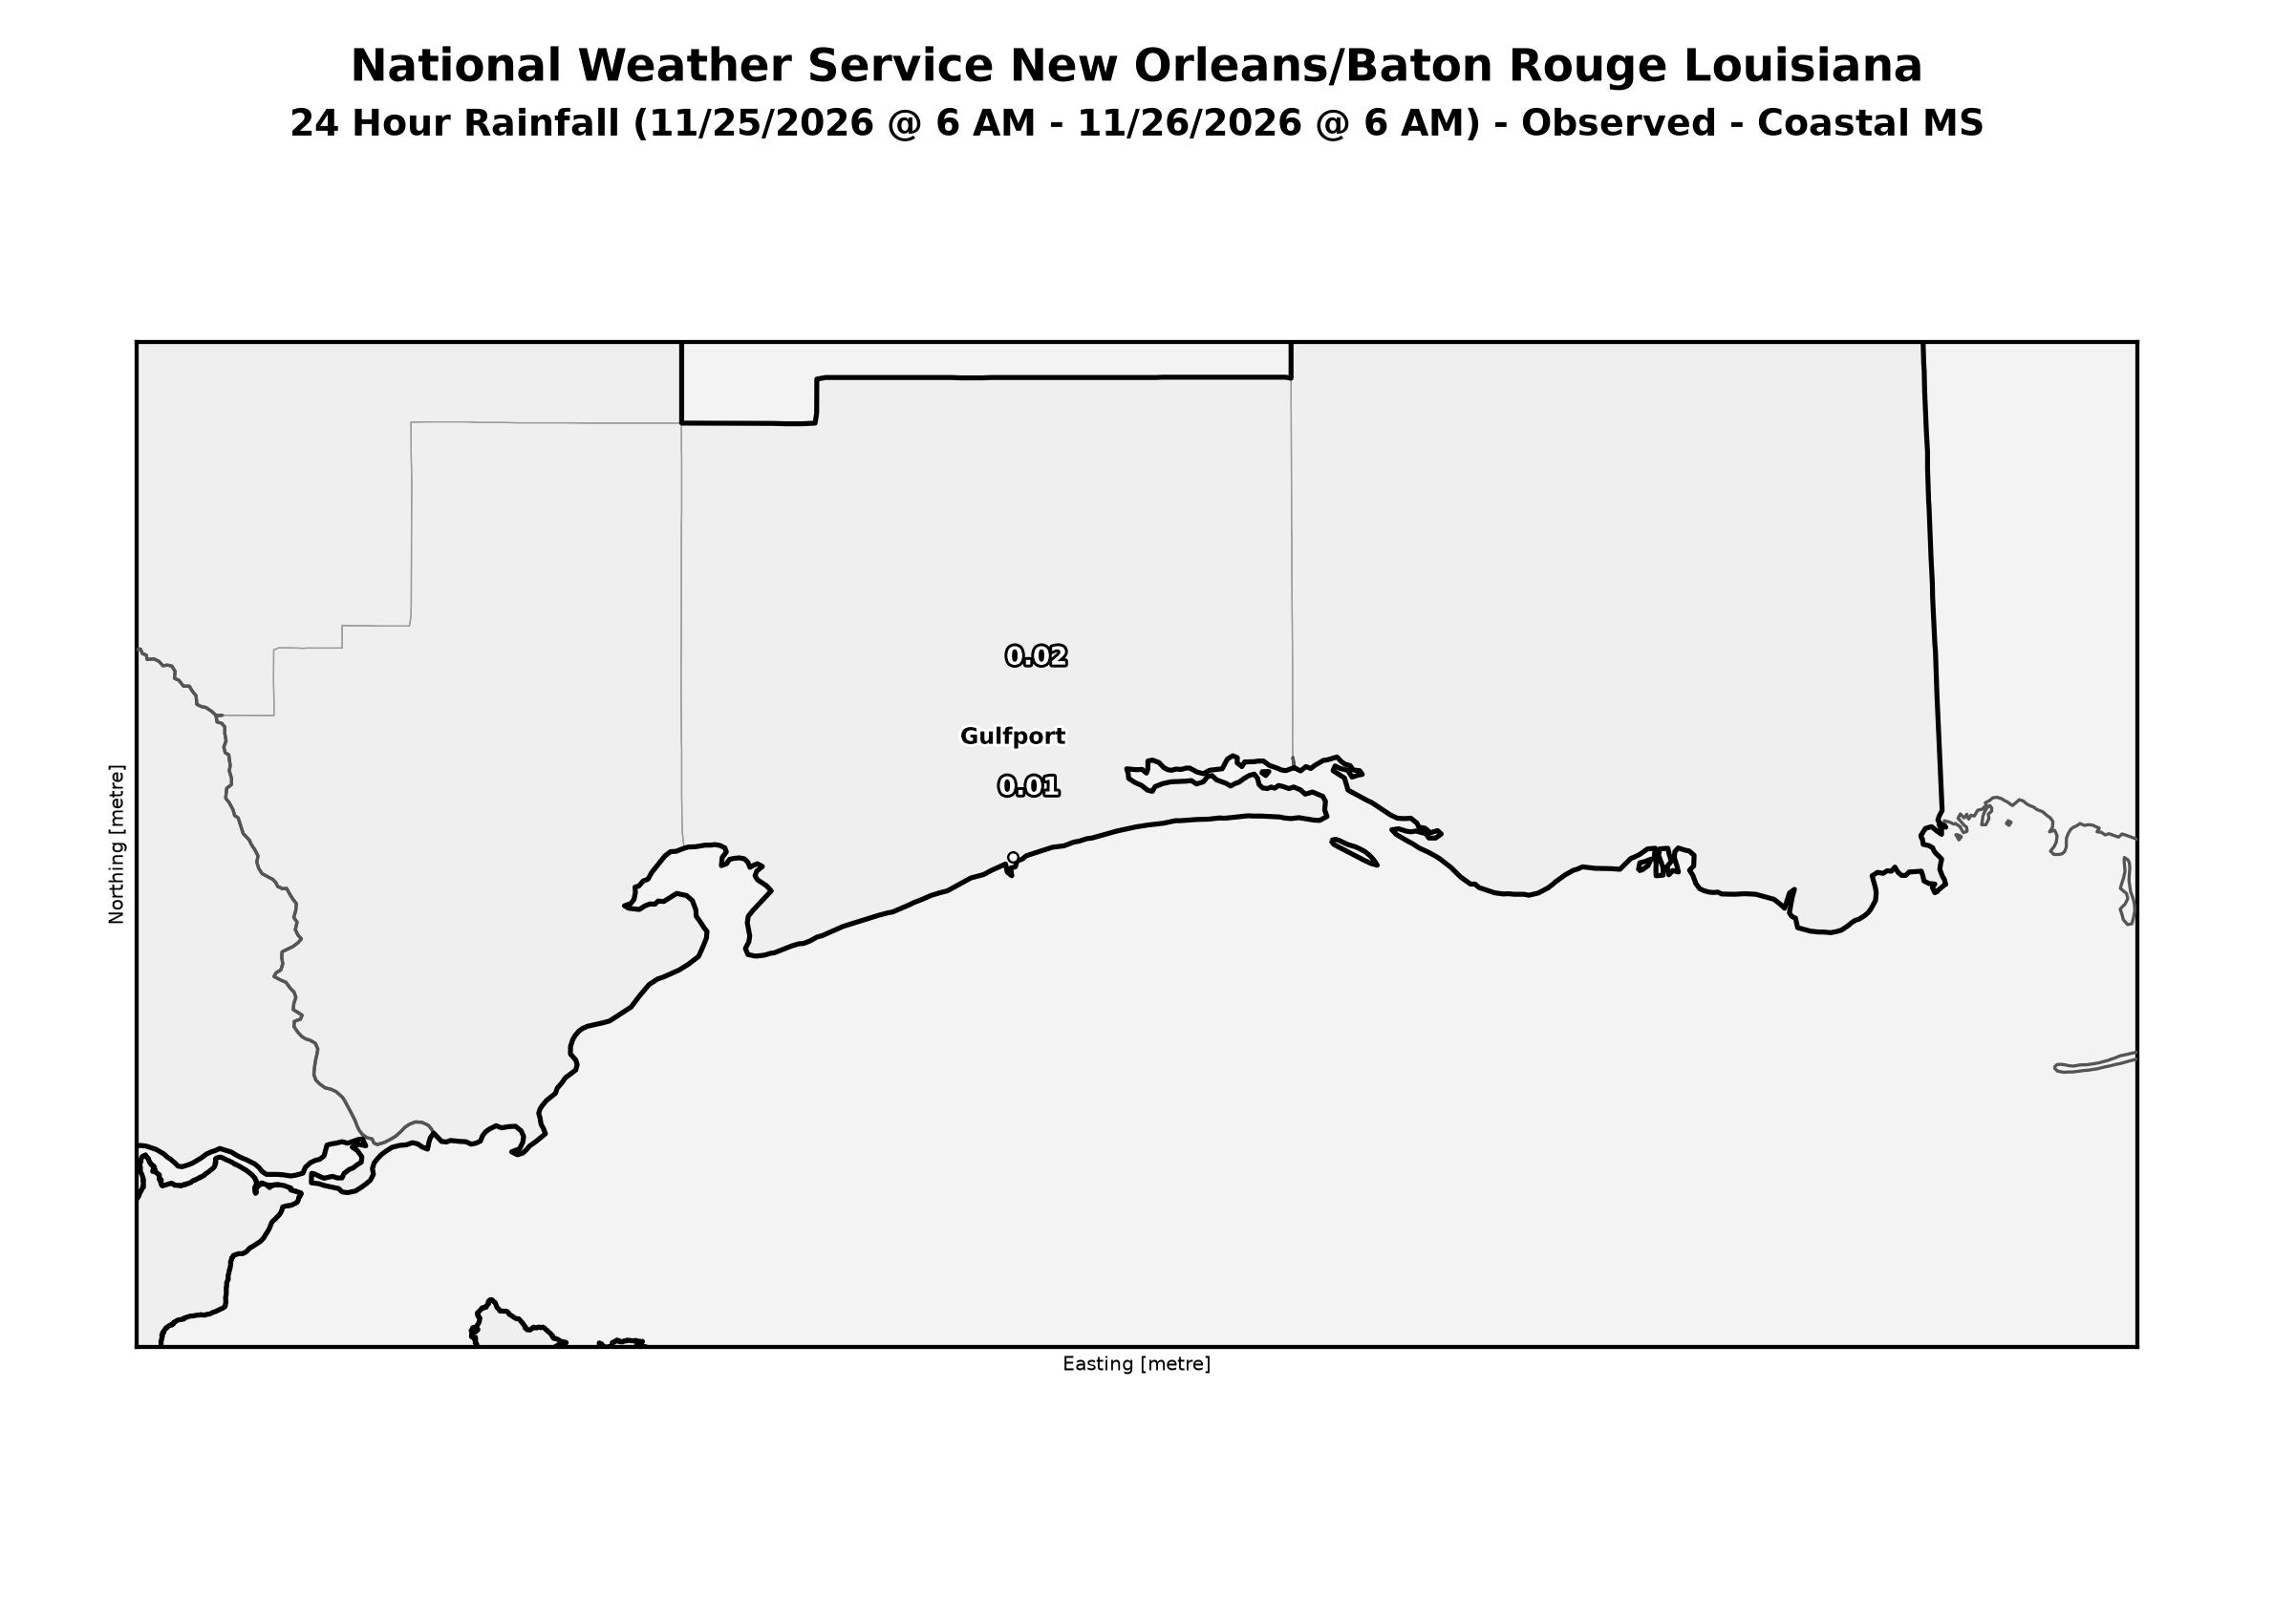 National Weather Service New Orleans/Baton Rouge Louisiana
24 Hour Rainfall (11/25/2026 @ 6 AM - 11/26/2026 @ 6 AM) - Observed - Coastal MS
0.02
Gulfport
0.01
Northing [metre]
Easting [metre]